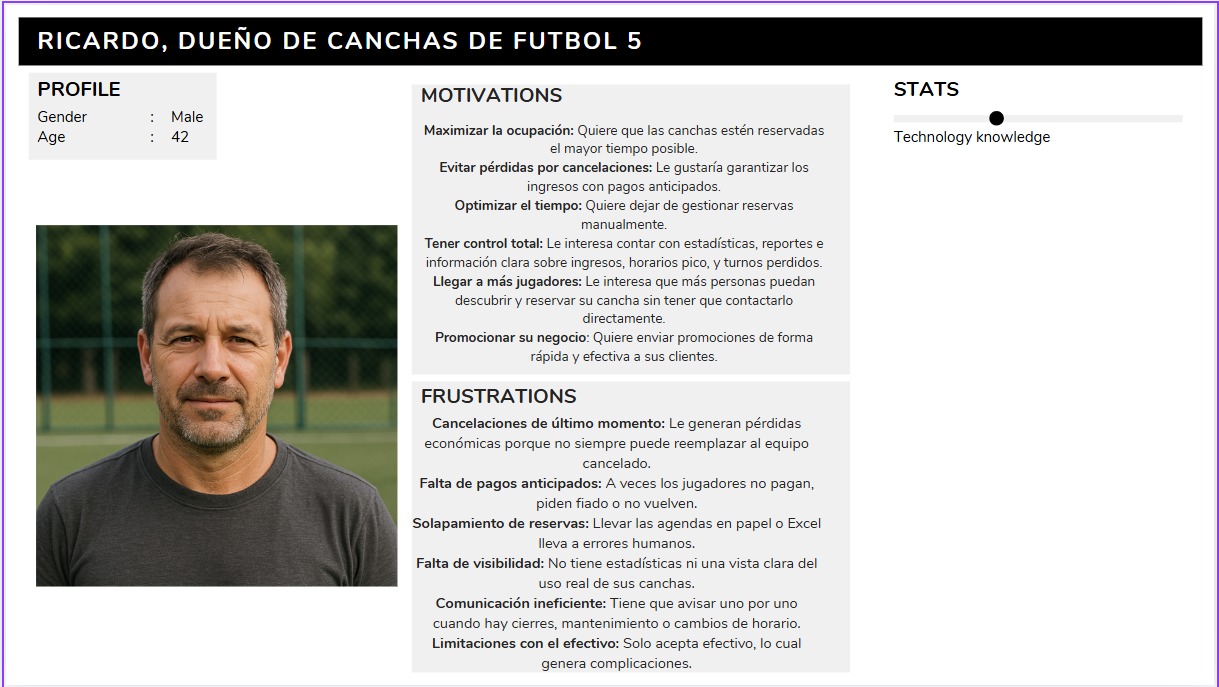 RICARDO, DUEÑO DE CANCHAS DE FUTBOL 5
PROFILE
Gender : Male
Age : 42
MOTIVATIONS
Maximizar la ocupación: Quiere que las canchas estén reservadas
el mayor tiempo posible.
Evitar pérdidas por cancelaciones: Le gustaría garantizar los
ingresos con pagos anticipados.
Optimizar el tiempo: Quiere dejar de gestionar reservas
manualmente.
Tener control total: Le interesa contar con estadísticas, reportes e
información clara sobre ingresos, horarios pico, y turnos perdidos.
Llegar a más jugadores: Le interesa que más personas puedan
descubrir y reservar su cancha sin tener que contactarlo
directamente.
Promocionar su negocio: Quiere enviar promociones de forma
rápida y efectiva a sus clientes.
FRUSTRATIONS
Cancelaciones de último momento: Le generan pérdidas
económicas porque no siempre puede reemplazar al equipo
cancelado.
Falta de pagos anticipados: A veces los jugadores no pagan,
piden fiado o no vuelven.
Solapamiento de reservas: Llevar las agendas en papel o Excel
lleva a errores humanos.
Falta de visibilidad: No tiene estadísticas ni una vista clara del
uso real de sus canchas.
Comunicación ineficiente: Tiene que avisar uno por uno
cuando hay cierres, mantenimiento o cambios de horario.
Limitaciones con el efectivo: Solo acepta efectivo, lo cual
genera complicaciones.
STATS
Technology knowledge